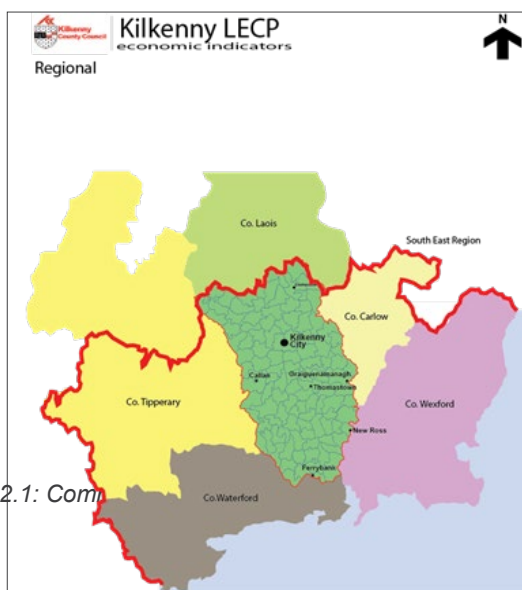 Kilkenny
County Council
Kilkenny LECP
economic indicators
N
Regional
Co. Laois
South East Region
Co. Carlow
Kilkenny
City
Callan
Graiguenamanagh
Thomastown
Co. Tipperary
Co. Wexford
New Ross
Ferrybank
2.1: Com
Co.Waterford